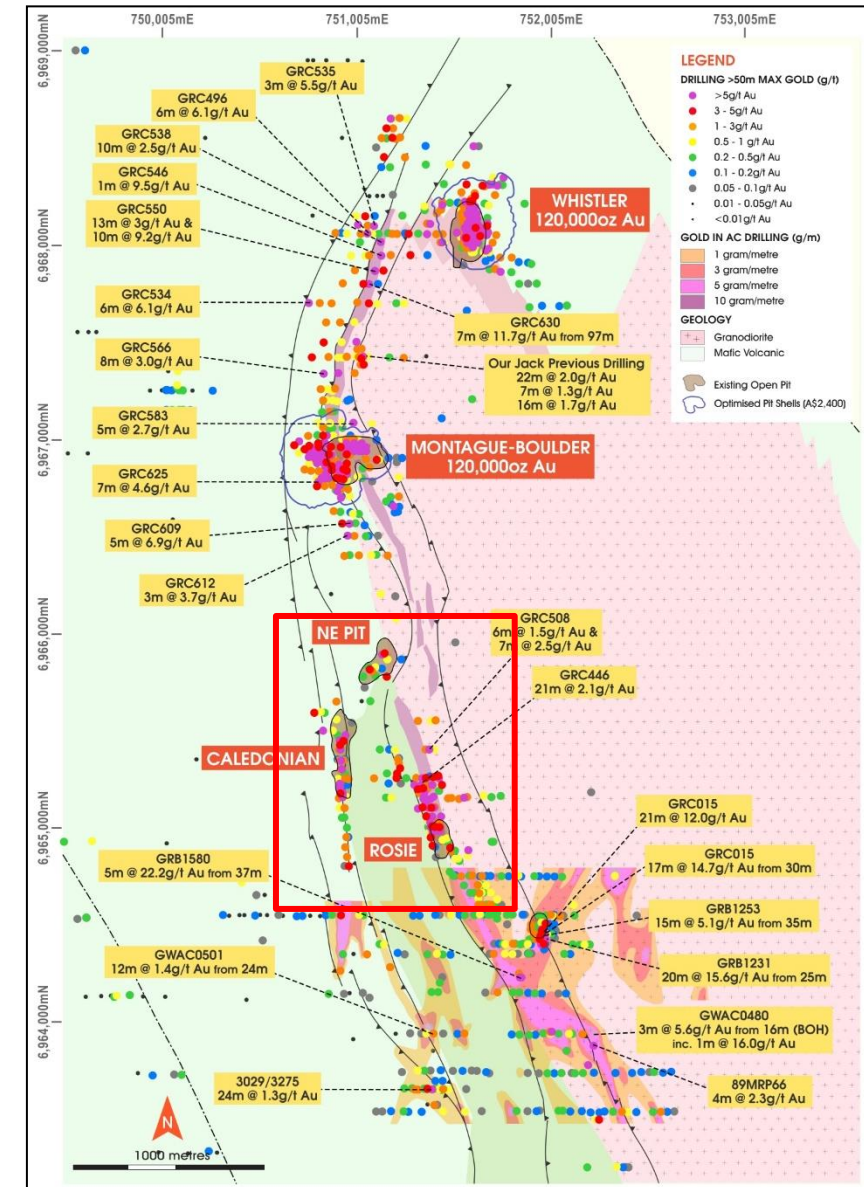 750,005mE
751,005mE
752,005mE
753,005mE
6,969,000mN
6,968,000mN
6,967,000mN
6,966,000mN
6,965,000mN
6,964,000mN
GRC535
3m @ 5.5g/t Au
GRC496
6m @ 6.1g/t Au
GRC538
10m @ 2.5g/t Au
GRC546
1m @ 9.5g/t Au
GRC550
13m @ 3g/t Au &
10m @ 9.2g/t Au
GRC534
6m @ 6.1g/t Au
GRC566
8m @ 3.0g/t Au
GRC583
5m @ 2.7g/t Au
GRC625
7m @ 4.6g/t Au
GRC609
5m @ 6.9g/t Au
GRC612
3m @ 3.7g/t Au
WHISTLER
120,000oz Au
GRC630
7m @ 11.7g/t Au from 97m
Our Jack Previous Drilling
22m @ 2.0g/t Au
7m @ 1.3g/t Au
16m @ 1.7g/t Au
MONTAGUE-BOULDER
120,000oz Au
LEGEND
DRILLING >50m MAX GOLD (g/t)
>5g/t Au
3 - 5g/t Au
1 - 3g/t Au
0.5 - 1 g/t Au
0.2 - 0.5g/t Au
0.1 - 0.2g/t Au
0.05 - 0.1g/t Au
0.01 - 0.05g/t Au
<0.01g/t Au
GOLD IN AC DRILLING (g/m)
1 gram/metre
3 gram/metre
5 gram/metre
10 gram/metre
GEOLOGY
Granodiorite
Mafic Volcanic
Existing Open Pit
Optimised Pit Shells (A$2,400)
NE PIT
GRC508
6m @ 1.5g/t Au &
7m @ 2.5g/t Au
GRC446
21m @ 2.1g/t Au
CALEDONIAN
ROSIE
GRB1580
5m @ 22.2g/t Au from 37m
GWAC0501
12m @ 1.4g/t Au from 24m
3029/3275
24m @ 1.3g/t Au
GRC015
21m @ 12.0g/t Au
GRC015
17m @ 14.7g/t Au from 30m
GRB1253
15m @ 5.1g/t Au from 35m
GRB1231
20m @ 15.6g/t Au from 25m
GWAC0480
3m @ 5.6g/t Au from 16m (BOH)
inc. 1m @ 16.0g/t Au
89MRP66
4m @ 2.3g/t Au
N
1000 metres